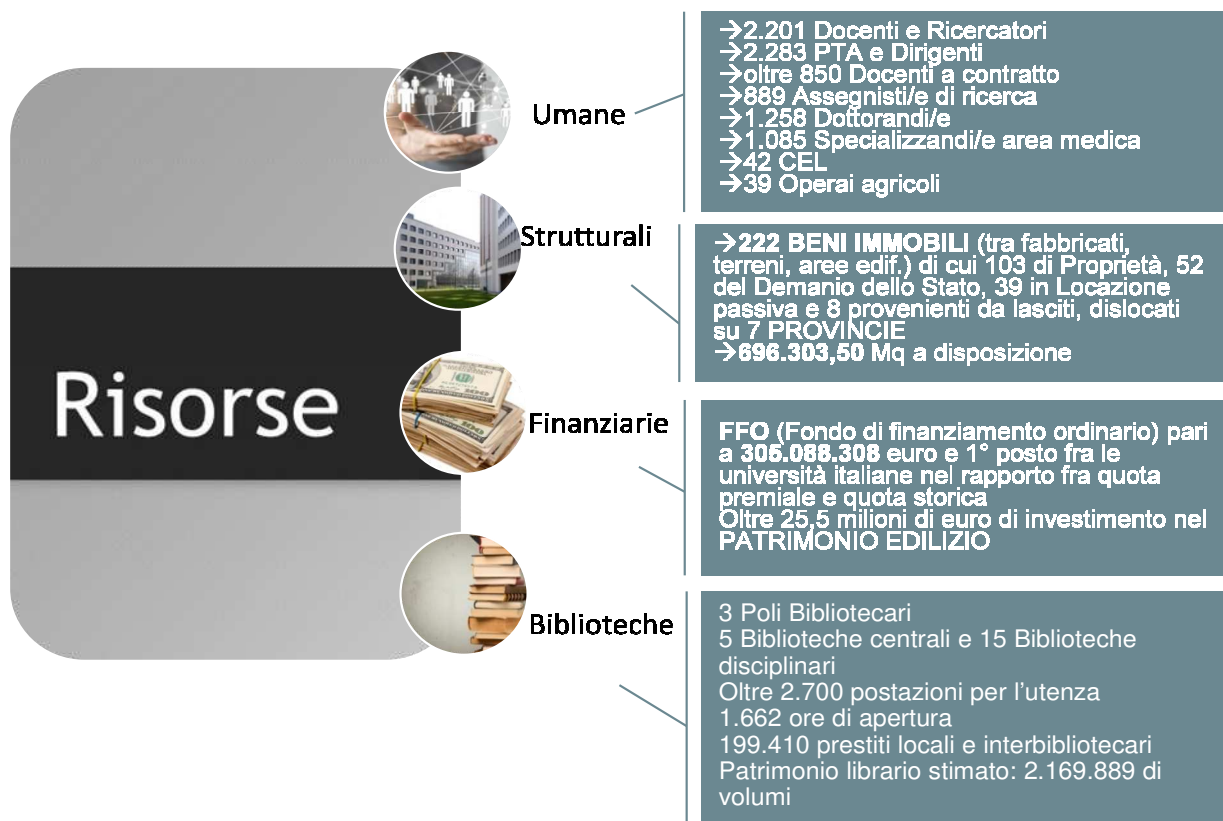 Risorse
Umane
→2.201 Docenti e Ricercatori
→2.283 PTA e Dirigenti
→oltre 850 Docenti a contratto
→889 Assegnisti/e di ricerca
→1.258 Dottorandi/e
→1.085 Specializzandi/e area medica
→42 CEL
→39 Operai agricoli
Strutturali
→222 BENI IMMOBILI (tra fabbricati,
terreni, aree edif.) di cui 103 di Proprietà, 52
del Demanio dello Stato, 39 in Locazione
passiva e 8 provenienti da lasciti, dislocati
su 7 PROVINCIE
→696.303,50 Mq a disposizione
Finanziarie
FFO (Fondo di finanziamento ordinario) pari
a 305.088.308 euro e 1° posto fra le
università italiane nel rapporto fra quota
premiale e quota storica
Oltre 25,5 milioni di euro di investimento nel
PATRIMONIO EDILIZIO
Biblioteche
3 Poli Bibliotecari
5 Biblioteche centrali e 15 Biblioteche
disciplinari
Oltre 2.700 postazioni per l’utenza
1.662 ore di apertura
199.410 prestiti locali e interbibliotecari
Patrimonio librario stimato: 2.169.889 di
volumi